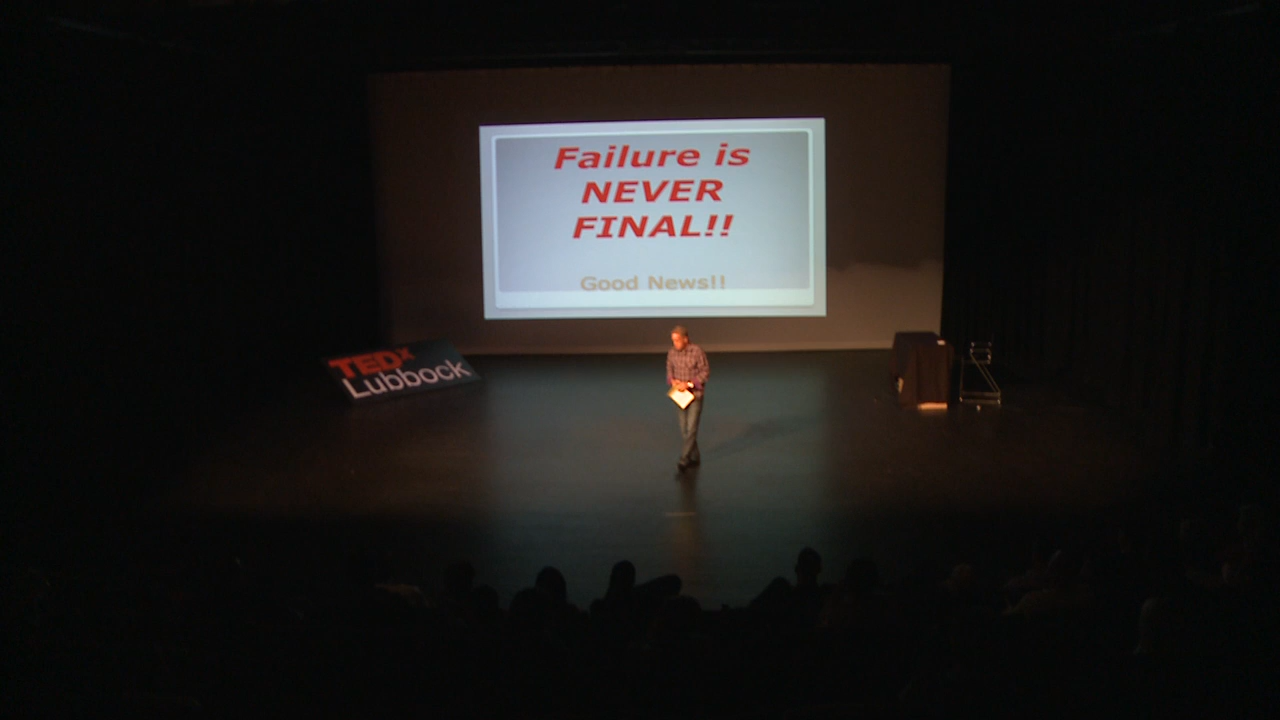 Failure is
NEVER
FINAL!!
Good News!!
TEDx
Lubbock